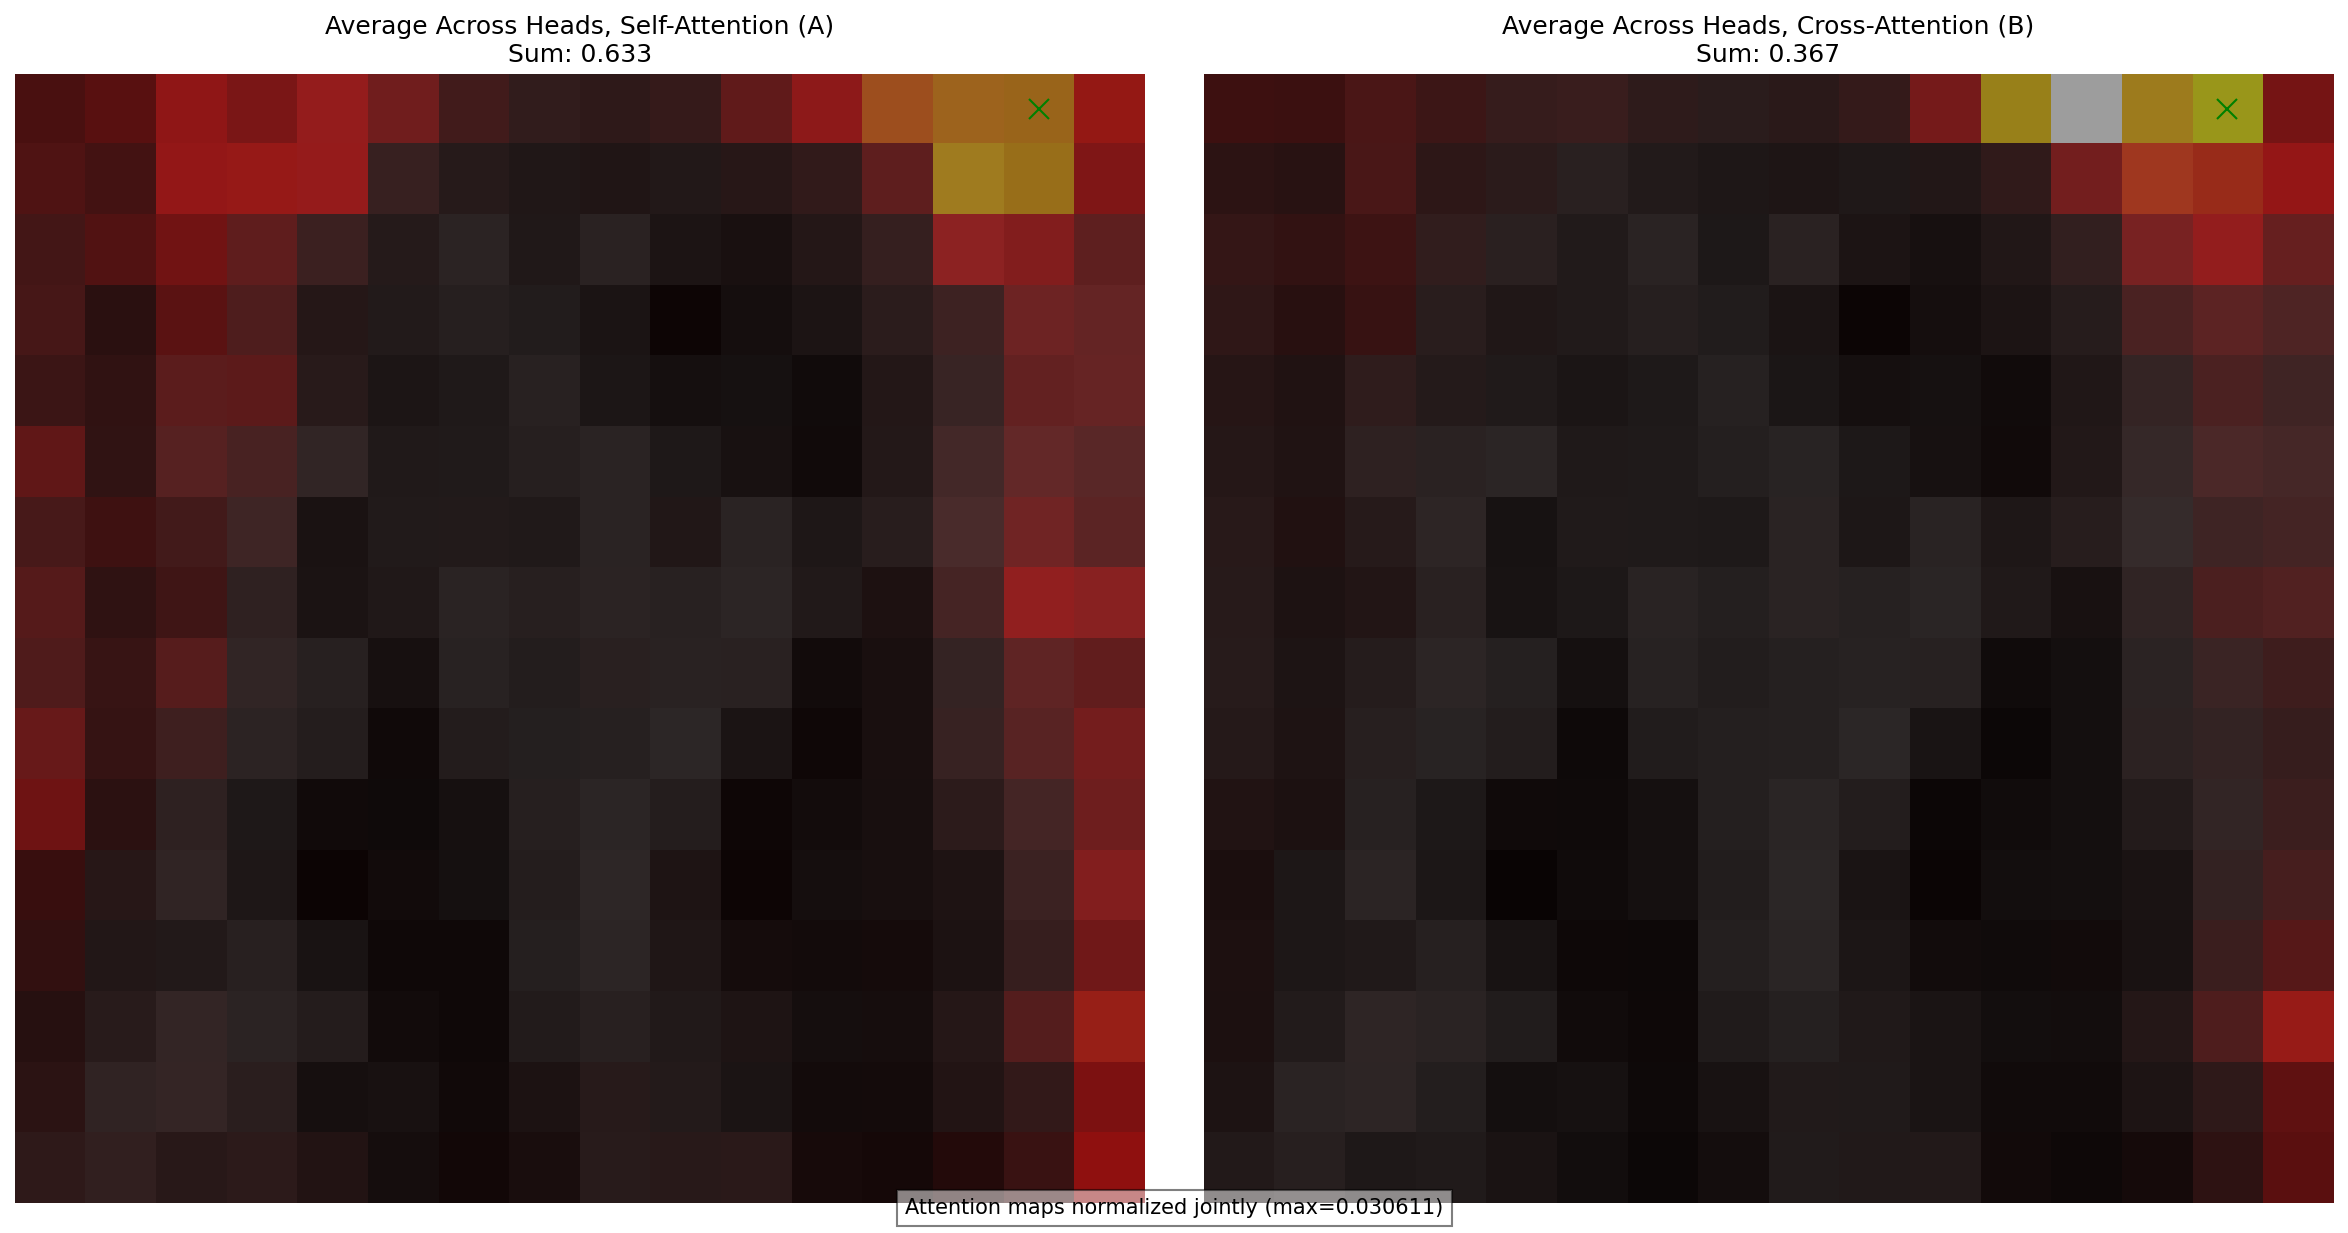 Average Across Heads, Self-Attention (A)
Sum: 0.633
Average Across Heads, Cross-Attention (B)
Sum: 0.367
Attention maps normalized jointly (max=0.030611)